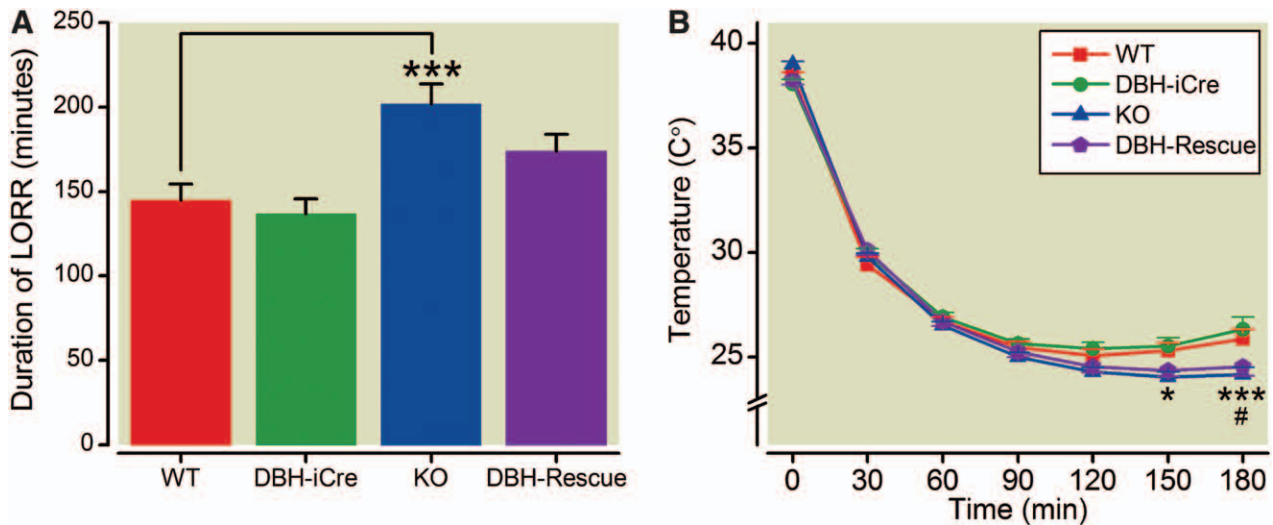 A
Duration of LORR (minutes)
250
200
150
100
50
0
***
WT
DBH-iCre
KO
DBH-Rescue
B
Temperature (C°)
40
35
30
25
WT
DBH-iCre
KO
DBH-Rescue
* ***
#
0 30 60 90 120 150 180
Time (min)